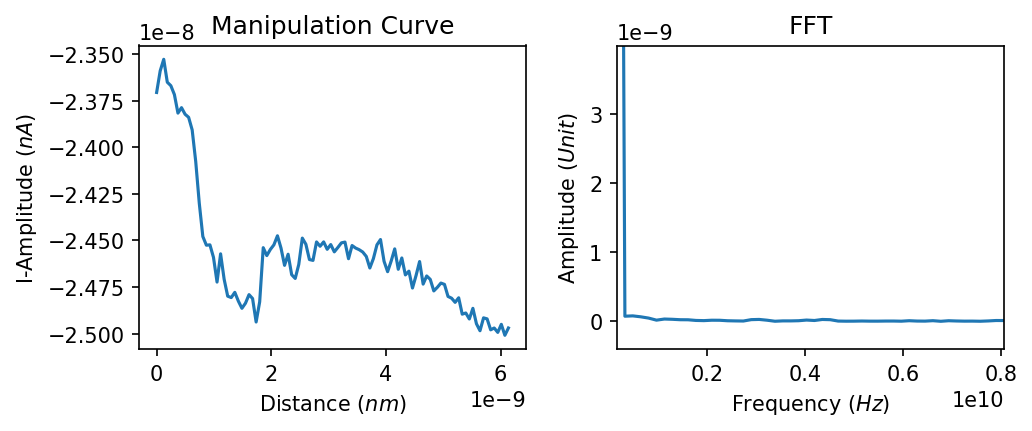 Manipulation Curve
1e−8
−2.350
−2.375
−2.400
−2.425
−2.450
−2.475
−2.500
I-Amplitude (nA)
0
2
4
6
1e−9
Distance (nm)
FFT
1e−9
3
2
1
0
Amplitude (Unit)
0.2
0.4
0.6
0.8
1e10
Frequency (Hz)